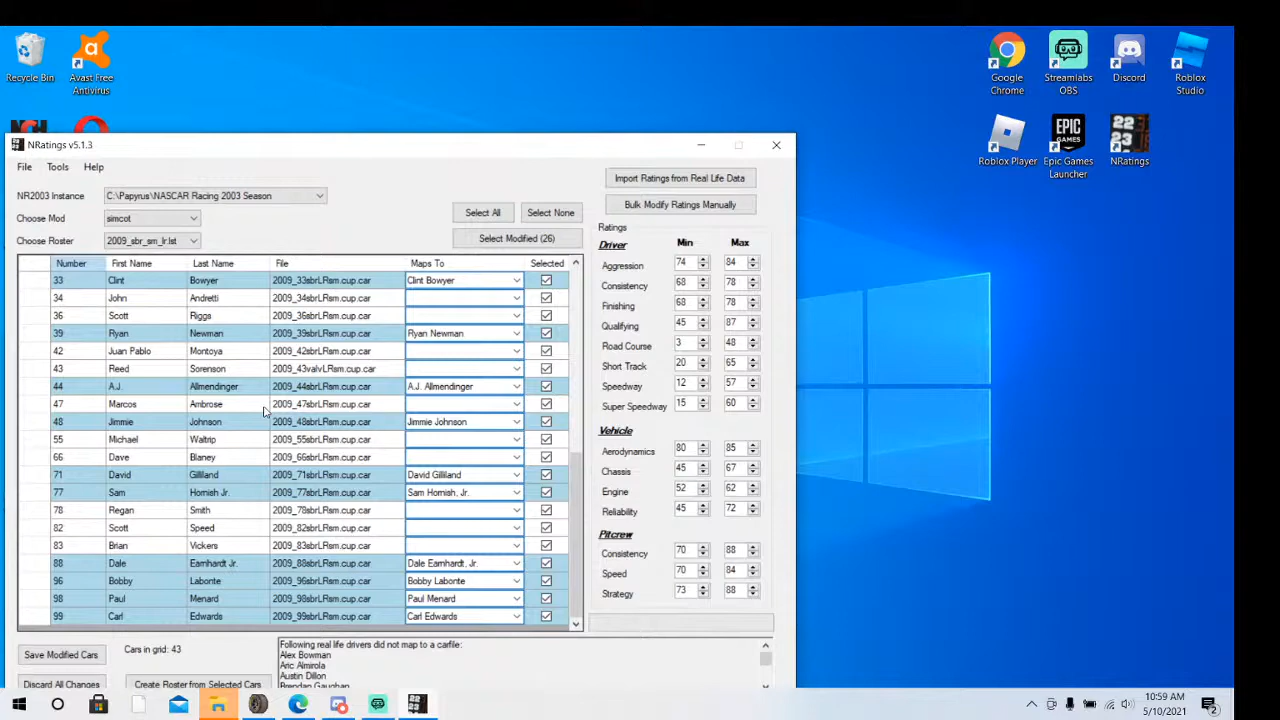 Recycle Bin
Avast Free
Antivirus
Google
Chrome
Streamlabs
OBS
Discord
Roblox
Studio
Roblox Player
Epic Games
Launcher
NRatings
EPIC
GAMES
22
23
NRatings v5.1.3
File Tools Help
NR2003 Instance C:\Papyrus\NASCAR Racing 2003 Season
Choose Mod simcot
Choose Roster 2009_sbr_sm_lr.lst
Select All Select None
Select Modified (26)
Import Ratings from Real Life Data
Bulk Modify Ratings Manually
Number First Name Last Name File Maps To Selected
33 Clint Bowyer 2009_33sbrLRsm.cup.car Clint Bowyer
34 John Andretti 2009_34sbrLRsm.cup.car
36 Scott Riggs 2009_36sbrLRsm.cup.car
39 Ryan Newman 2009_39sbrLRsm.cup.car Ryan Newman
42 Juan Pablo Montoya 2009_42sbrLRsm.cup.car
43 Reed Sorenson 2009_43valvLRsm.cup.car
44 A.J. Allmendinger 2009_44sbrLRsm.cup.car A.J. Allmendinger
47 Marcos Ambrose 2009_47sbrLRsm.cup.car
48 Jimmie Johnson 2009_48sbrLRsm.cup.car Jimmie Johnson
55 Michael Waltrip 2009_55sbrLRsm.cup.car
66 Dave Blaney 2009_66sbrLRsm.cup.car
71 David Gilliland 2009_71sbrLRsm.cup.car David Gilliland
77 Sam Hornish Jr. 2009_77sbrLRsm.cup.car Sam Hornish, Jr.
78 Regan Smith 2009_78sbrLRsm.cup.car
82 Scott Speed 2009_82sbrLRsm.cup.car
83 Brian Vickers 2009_83sbrLRsm.cup.car
88 Dale Earnhardt Jr. 2009_88sbrLRsm.cup.car Dale Earnhardt, Jr.
96 Bobby Labonte 2009_96sbrLRsm.cup.car Bobby Labonte
98 Paul Menard 2009_98sbrLRsm.cup.car Paul Menard
99 Carl Edwards 2009_99sbrLRsm.cup.car Carl Edwards
Ratings
Driver Min Max
Aggression 74 84
Consistency 68 78
Finishing 68 78
Qualifying 45 87
Road Course 3 48
Short Track 20 65
Speedway 12 57
Super Speedway 15 60
Vehicle
Aerodynamics 80 85
Chassis 45 67
Engine 52 62
Reliability 45 72
Pitcrew
Consistency 70 88
Speed 70 84
Strategy 73 88
Save Modified Cars Cars in grid: 43
Discard All Changes Create Roster from Selected Cars
Following real life drivers did not map to a carfile:
Alex Bowman
Aric Almirola
Austin Dillon
Brendan Gaughan
10:59 AM
5/10/2021
2